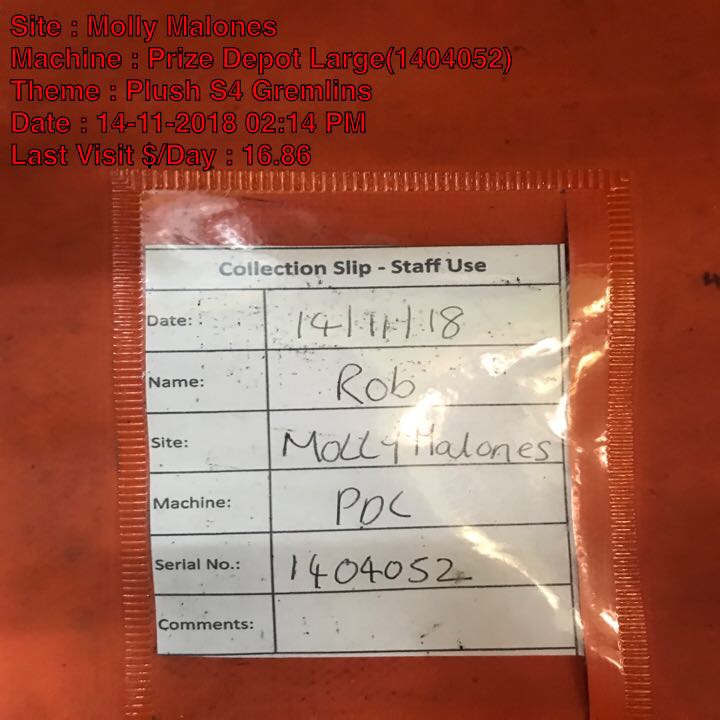 Site : Molly Malones
Machine : Prize Depot Large(1404052)
Theme : Plush S4 Gremlins
Date : 14-11-2018 02:14 PM
Last Visit $/Day : 16.86
Collection Slip - Staff Use
Date: 14/11/18
Name: Rob
Site: Molly Malones
Machine: PDC
Serial No.: 1404052
Comments: